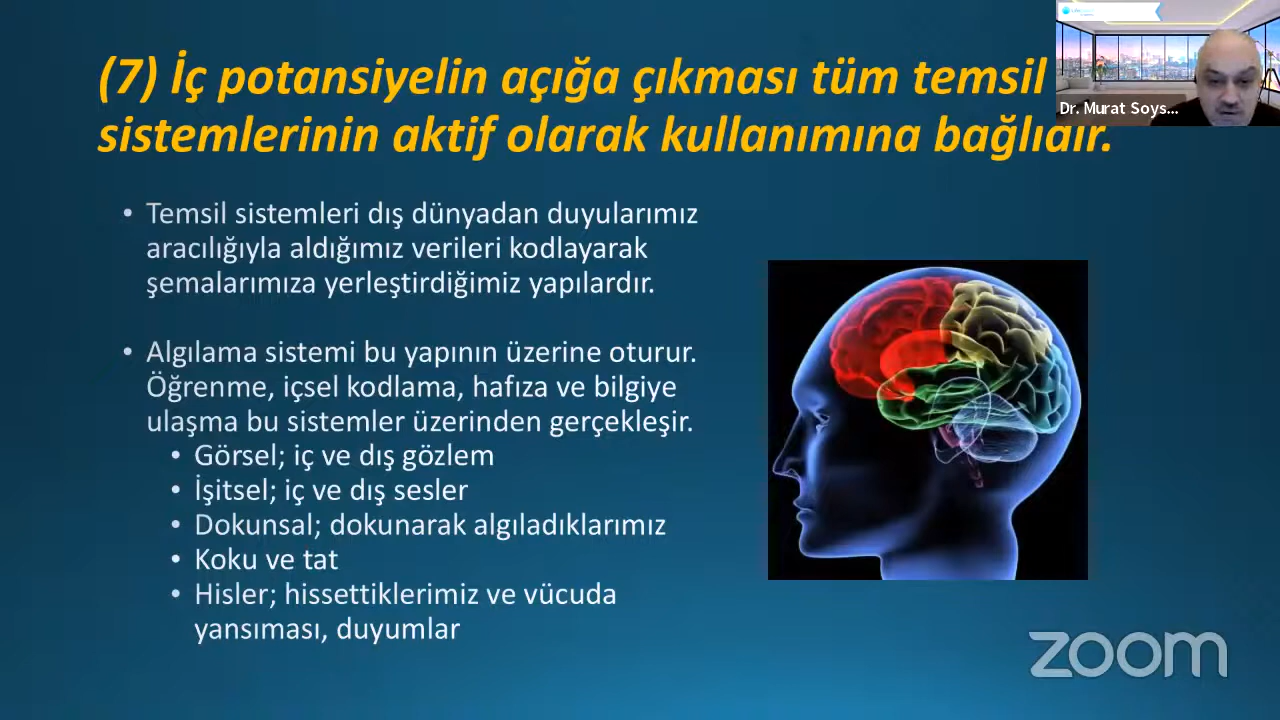 (7) İç potansiyelin açığa çıkması tüm temsil
sistemlerinin aktif olarak kullanımına bağlıdır.
Dr. Murat Soys...
• Temsil sistemleri dış dünyadan duyularımız
aracılığıyla aldığımız verileri kodlayarak
şemalarımıza yerleştirdiğimiz yapılardır.
• Algılama sistemi bu yapının üzerine oturur.
Öğrenme, içsel kodlama, hafıza ve bilgiye
ulaşma bu sistemler üzerinden gerçekleşir.
• Görsel; iç ve dış gözlem
• İşitsel; iç ve dış sesler
• Dokunsal; dokunarak algıladıklarımız
• Koku ve tat
• Hisler; hissettiklerimiz ve vücuda
yansıması, duyumlar
zoom